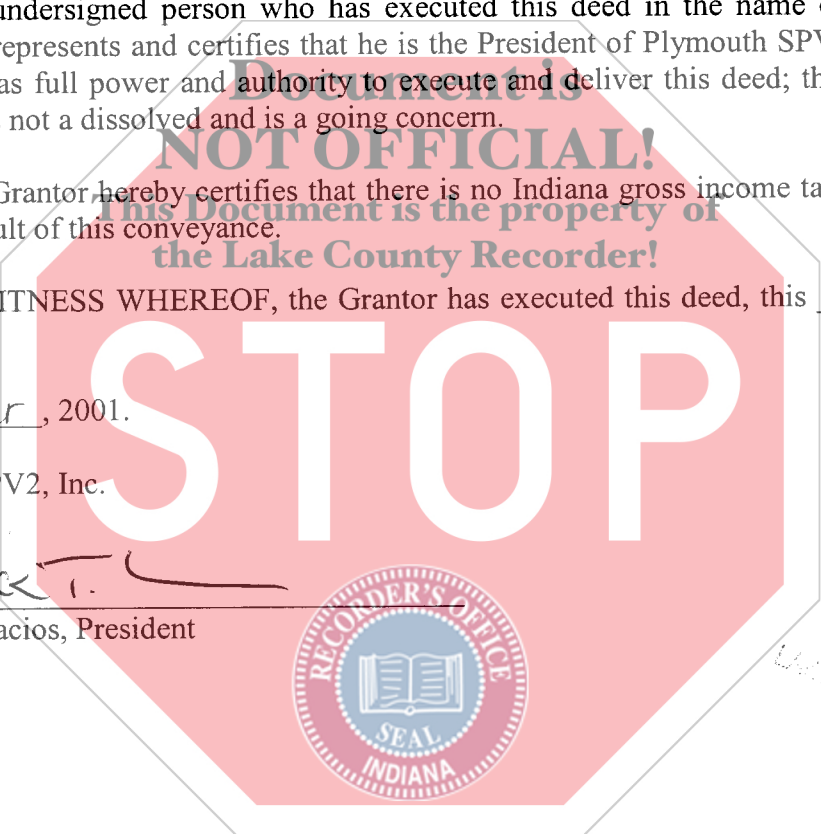 undersigned person who has executed this deed in the name
represents and certifies that he is the President of Plymouth SPV
as full power and authority to execute and deliver this deed; th
Document is
not a dissolved and is a going concern.
NOT OFFICIAL!
Grantor hereby certifies that there is no Indiana gross income ta
This Document is the property of
ult of this conveyance.
the Lake County Recorder!
ITNESS WHEREOF, the Grantor has executed this deed, this
STOP
r, 2001.
V2, Inc.
ck T.
acios, President
RECORDER'S OFFICE
SEAL
INDIANA